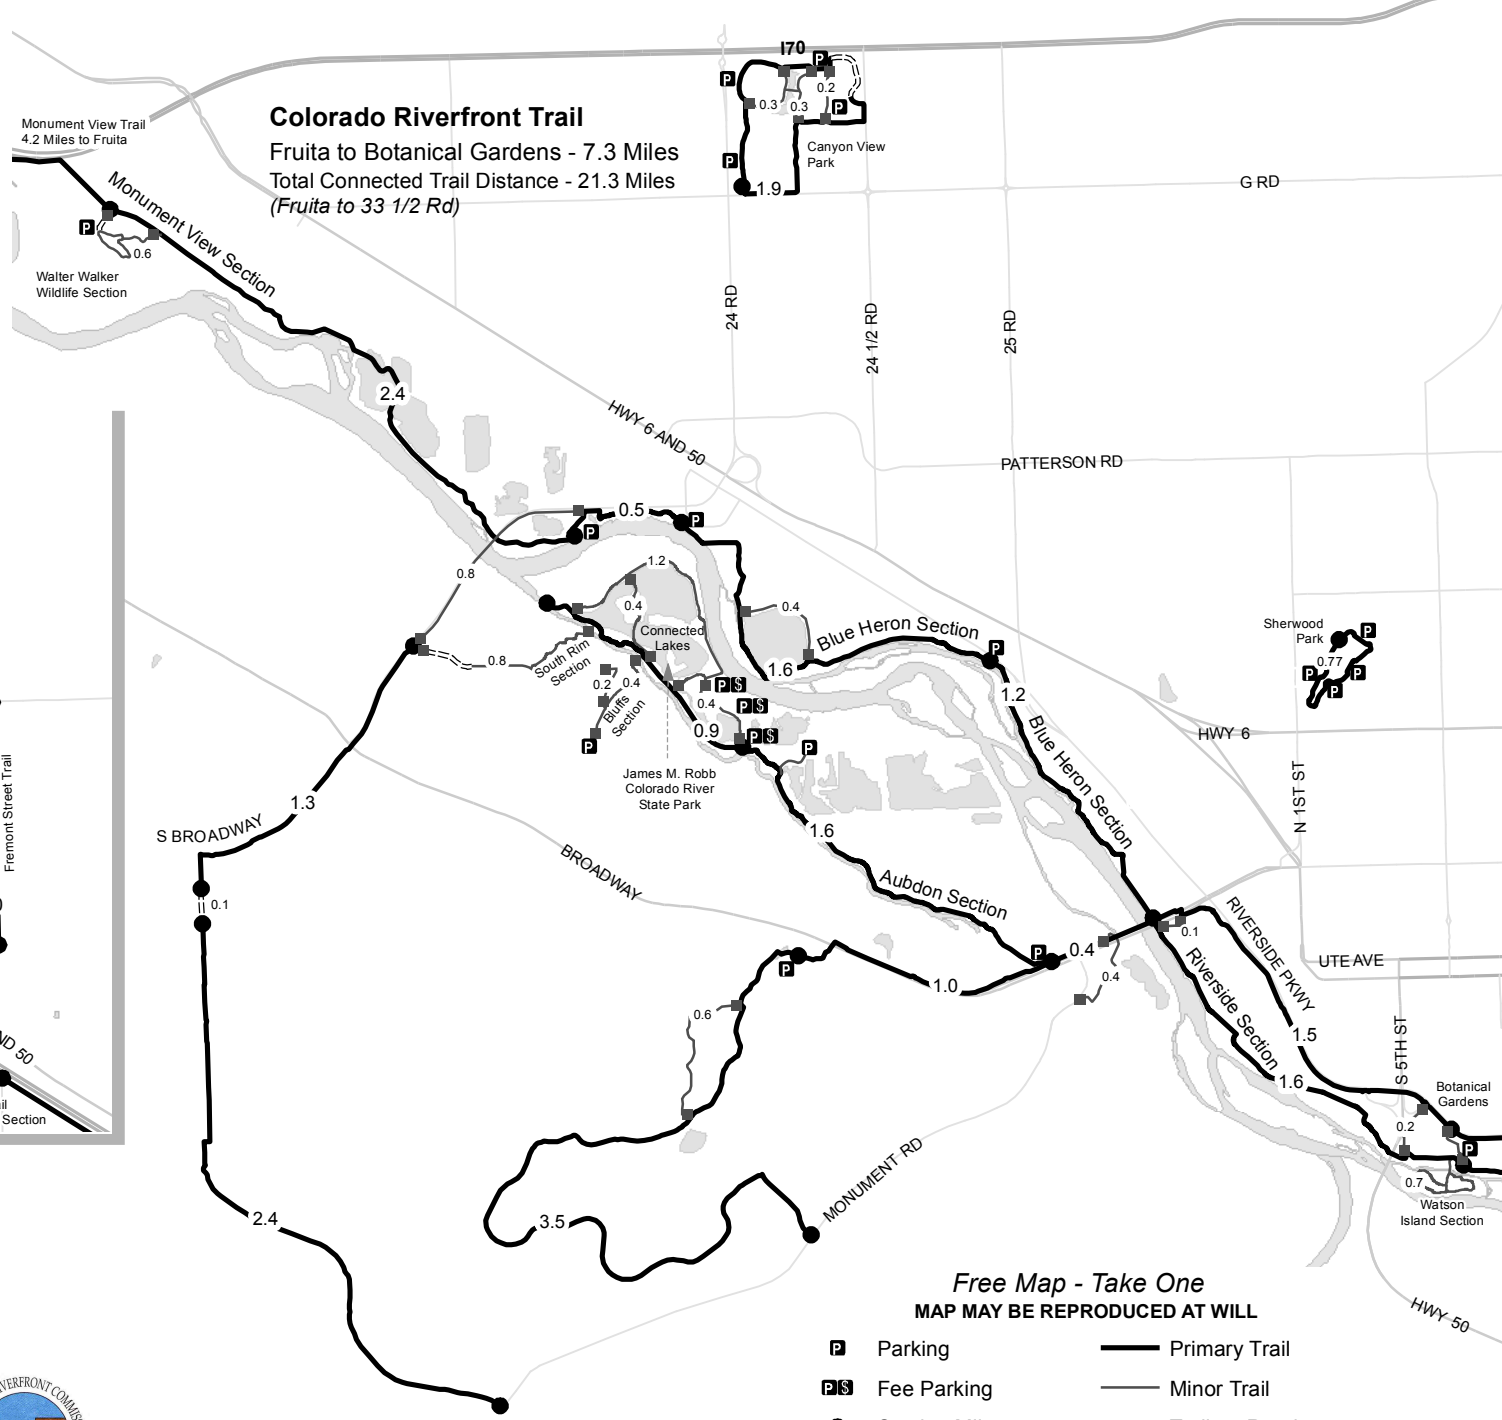 I70
Colorado Riverfront Trail
Fruita to Botanical Gardens - 7.3 Miles
Total Connected Trail Distance - 21.3 Miles
(Fruita to 33 1/2 Rd)
Monument View Trail
4.2 Miles to Fruita
P
P
0.2
0.3
0.3
P
Canyon View
Park
P
1.9
G RD
Monument View Section
P
0.6
Walter Walker
Wildlife Section
24 RD
24 1/2 RD
25 RD
2.4
HWY 6 AND 50
PATTERSON RD
0.5
P
P
0.8
1.2
0.4
0.4
Connected
Lakes
Blue Heron Section
P
Sherwood
Park
P
0.77
P
P
P
0.8
South Rim
Section
1.6
0.2
0.4
Bluffs
Section
P
P$
P$
P$
0.4
0.9
P
1.2
Blue Heron Section
HWY 6
N 1ST ST
James M. Robb
Colorado River
State Park
Fremont Street Trail
1.3
S BROADWAY
1.6
BROADWAY
Aubdon Section
0.1
P
0.4
0.1
RIVERSIDE PKWY
UTE AVE
P
1.0
0.4
Riverside Section
0.6
1.5
S 5TH ST
1.6
Botanical
Gardens
ND 50
il
Section
0.2
P
0.7
Watson
Island Section
MONUMENT RD
2.4
3.5
Free Map - Take One
MAP MAY BE REPRODUCED AT WILL
HWY 50
P Parking
Primary Trail
P$ Fee Parking
Minor Trail
VERFRONT COMMIS